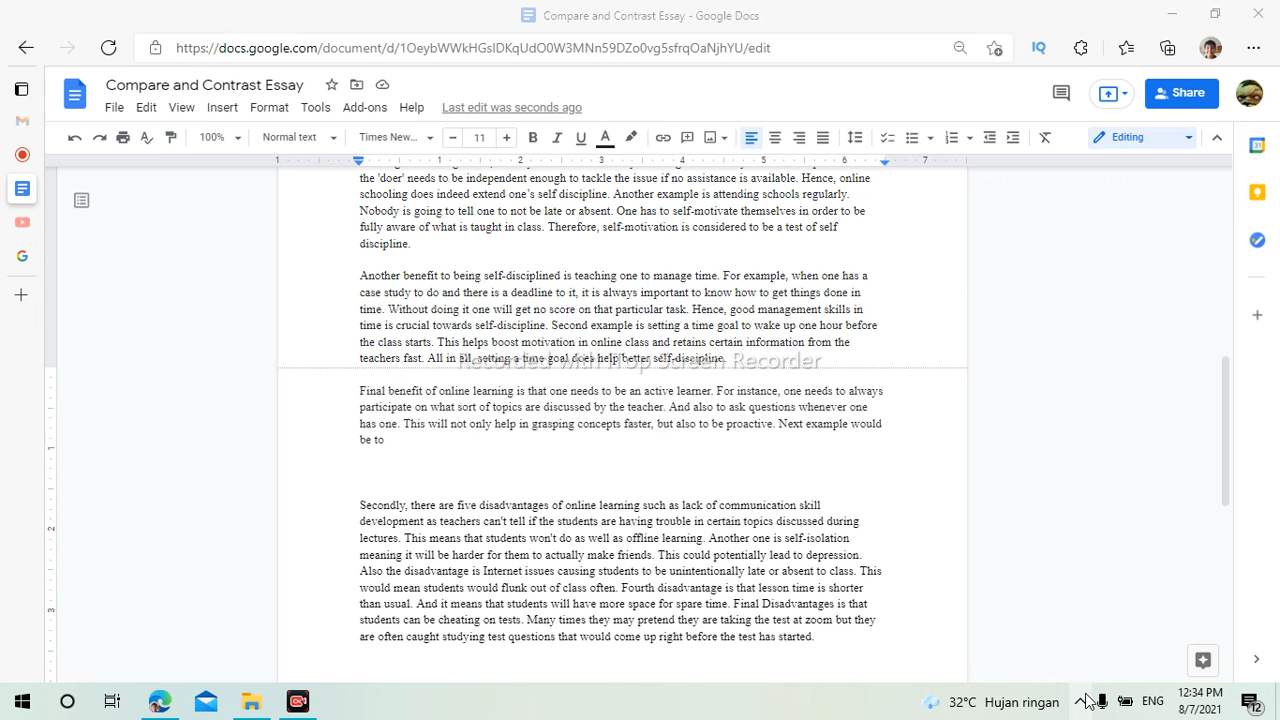 Compare and Contrast Essay - Google Docs
https://docs.google.com/document/d/1OeybWWkHGsIDKqUdO0W3MNn59DZo0vg5sfrqOaNjhYU/edit
Compare and Contrast Essay
File Edit View Insert Format Tools Add-ons Help Last edit was seconds ago
Share
100% Normal text Times New... 11 Editing
1 1 2 3 4 5 6 7
the 'doer' needs to be independent enough to tackle the issue if no assistance is available. Hence, online
schooling does indeed extend one's self discipline. Another example is attending schools regularly.
Nobody is going to tell one to not be late or absent. One has to self-motivate themselves in order to be
fully aware of what is taught in class. Therefore, self-motivation is considered to be a test of self
discipline.
Another benefit to being self-disciplined is teaching one to manage time. For example, when one has a
case study to do and there is a deadline to it, it is always important to know how to get things done in
time. Without doing it one will get no score on that particular task. Hence, good management skills in
time is crucial towards self-discipline. Second example is setting a time goal to wake up one hour before
the class starts. This helps boost motivation in online class and retains certain information from the
teachers fast. All in all, setting a time goal does help better self-discipline.
Recorded with iTop Screen Recorder
Final benefit of online learning is that one needs to be an active learner. For instance, one needs to always
participate on what sort of topics are discussed by the teacher. And also to ask questions whenever one
has one. This will not only help in grasping concepts faster, but also to be proactive. Next example would
be to
Secondly, there are five disadvantages of online learning such as lack of communication skill
development as teachers can't tell if the students are having trouble in certain topics discussed during
lectures. This means that students won't do as well as offline learning. Another one is self-isolation
meaning it will be harder for them to actually make friends. This could potentially lead to depression.
Also the disadvantage is Internet issues causing students to be unintentionally late or absent to class. This
would mean students would flunk out of class often. Fourth disadvantage is that lesson time is shorter
than usual. And it means that students will have more space for spare time. Final Disadvantages is that
students can be cheating on tests. Many times they may pretend they are taking the test at zoom but they
are often caught studying test questions that would come up right before the test has started.
1
2
3
32°C Hujan ringan ENG 12:34 PM
8/7/2021
12